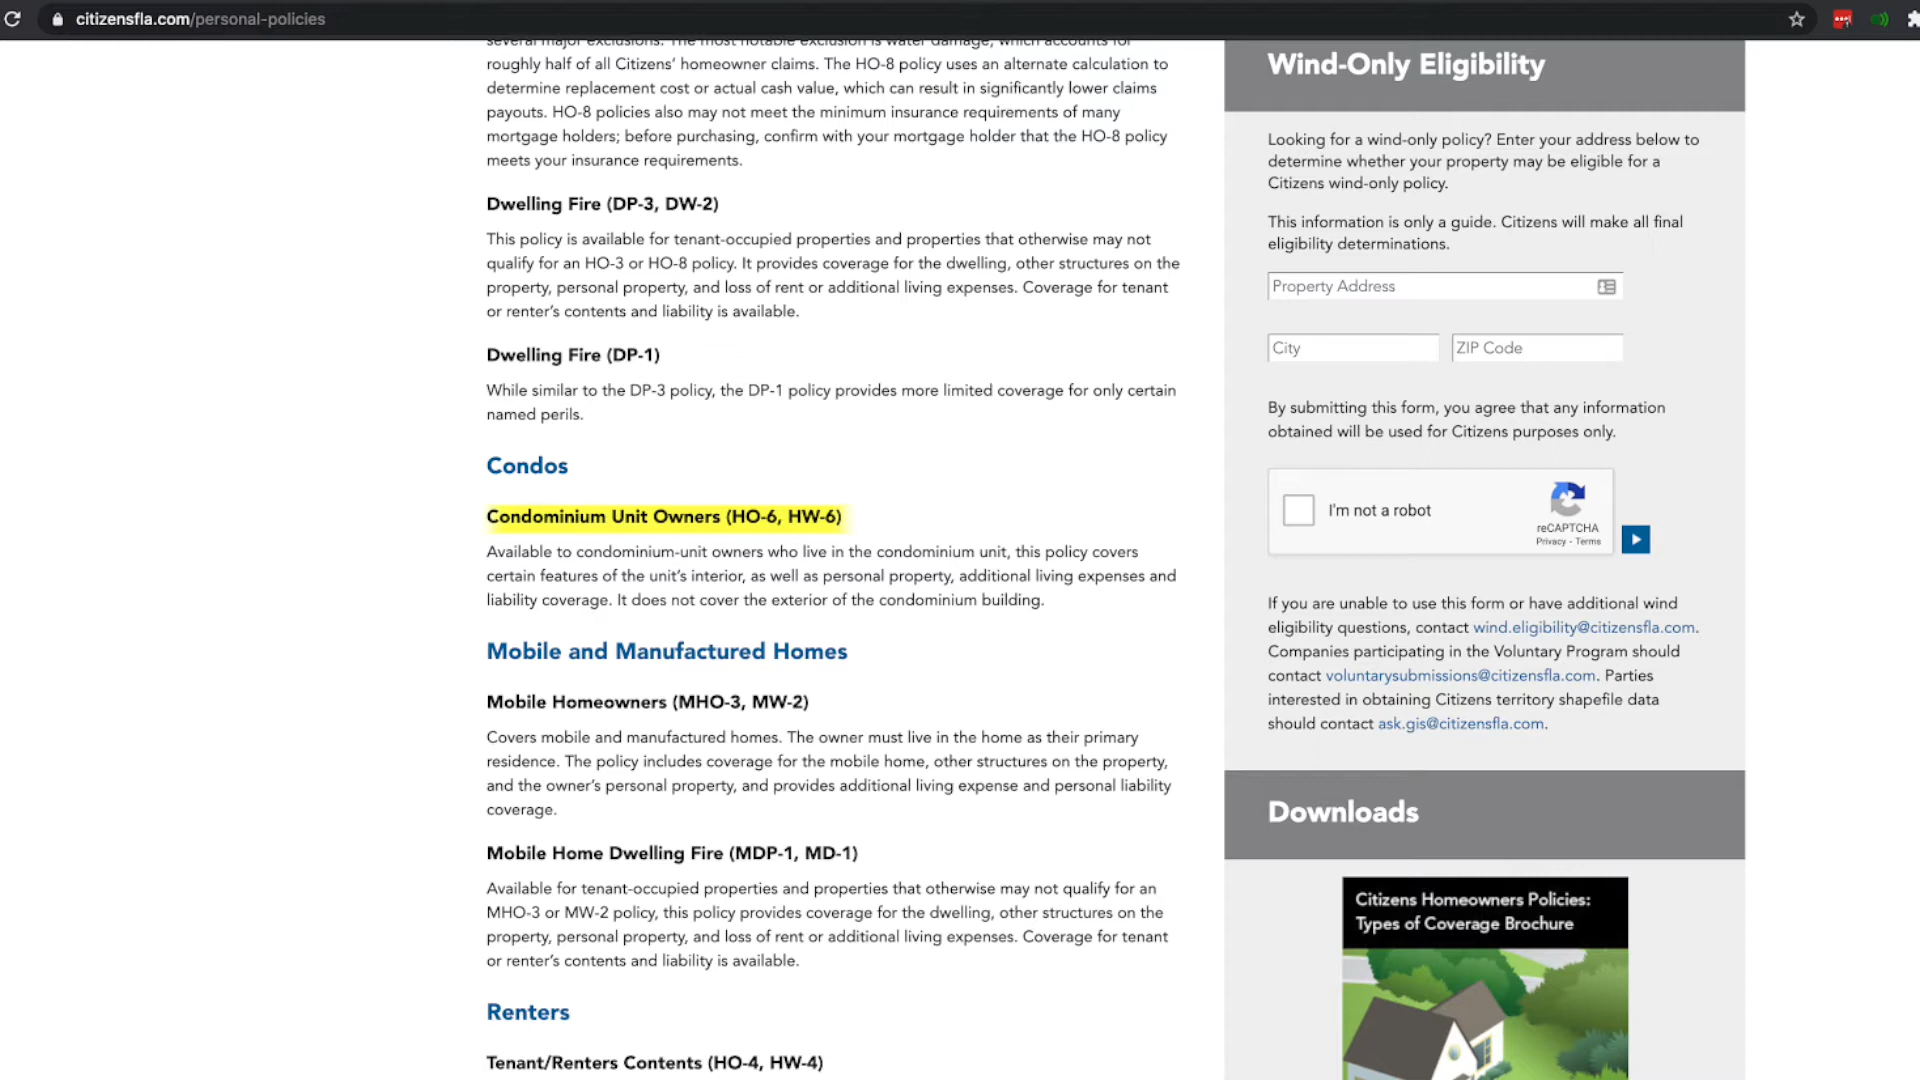 citizensfla.com/personal-policies
several major exclusions. The most notable exclusion is water damage, which accounts for
roughly half of all Citizens’ homeowner claims. The HO-8 policy uses an alternate calculation to
determine replacement cost or actual cash value, which can result in significantly lower claims
payouts. HO-8 policies also may not meet the minimum insurance requirements of many
mortgage holders; before purchasing, confirm with your mortgage holder that the HO-8 policy
meets your insurance requirements.
Dwelling Fire (DP-3, DW-2)
This policy is available for tenant-occupied properties and properties that otherwise may not
qualify for an HO-3 or HO-8 policy. It provides coverage for the dwelling, other structures on the
property, personal property, and loss of rent or additional living expenses. Coverage for tenant
or renter’s contents and liability is available.
Dwelling Fire (DP-1)
While similar to the DP-3 policy, the DP-1 policy provides more limited coverage for only certain
named perils.
Condos
Condominium Unit Owners (HO-6, HW-6)
Available to condominium-unit owners who live in the condominium unit, this policy covers
certain features of the unit’s interior, as well as personal property, additional living expenses and
liability coverage. It does not cover the exterior of the condominium building.
Mobile and Manufactured Homes
Mobile Homeowners (MHO-3, MW-2)
Covers mobile and manufactured homes. The owner must live in the home as their primary
residence. The policy includes coverage for the mobile home, other structures on the property,
and the owner’s personal property, and provides additional living expense and personal liability
coverage.
Mobile Home Dwelling Fire (MDP-1, MD-1)
Available for tenant-occupied properties and properties that otherwise may not qualify for an
MHO-3 or MW-2 policy, this policy provides coverage for the dwelling, other structures on the
property, personal property, and loss of rent or additional living expenses. Coverage for tenant
or renter’s contents and liability is available.
Renters
Tenant/Renters Contents (HO-4, HW-4)
Wind-Only Eligibility
Looking for a wind-only policy? Enter your address below to
determine whether your property may be eligible for a
Citizens wind-only policy.
This information is only a guide. Citizens will make all final
eligibility determinations.
Property Address
City
ZIP Code
By submitting this form, you agree that any information
obtained will be used for Citizens purposes only.
I'm not a robot
reCAPTCHA
Privacy - Terms
If you are unable to use this form or have additional wind
eligibility questions, contact wind.eligibility@citizensfla.com.
Companies participating in the Voluntary Program should
contact voluntarysubmissions@citizensfla.com. Parties
interested in obtaining Citizens territory shapefile data
should contact ask.gis@citizensfla.com.
Downloads
Citizens Homeowners Policies:
Types of Coverage Brochure